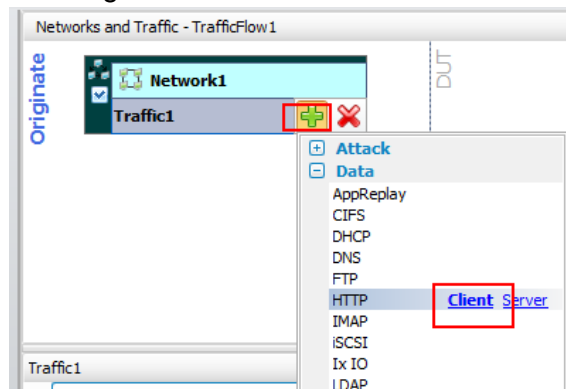 Networks and Traffic - TrafficFlow1
Originate
DUT
Network1
Traffic1
Attack
Data
AppReplay
CIFS
DHCP
DNS
FTP
HTTP Client Server
IMAP
iSCSI
Ix IO
LDAP
Traffic1